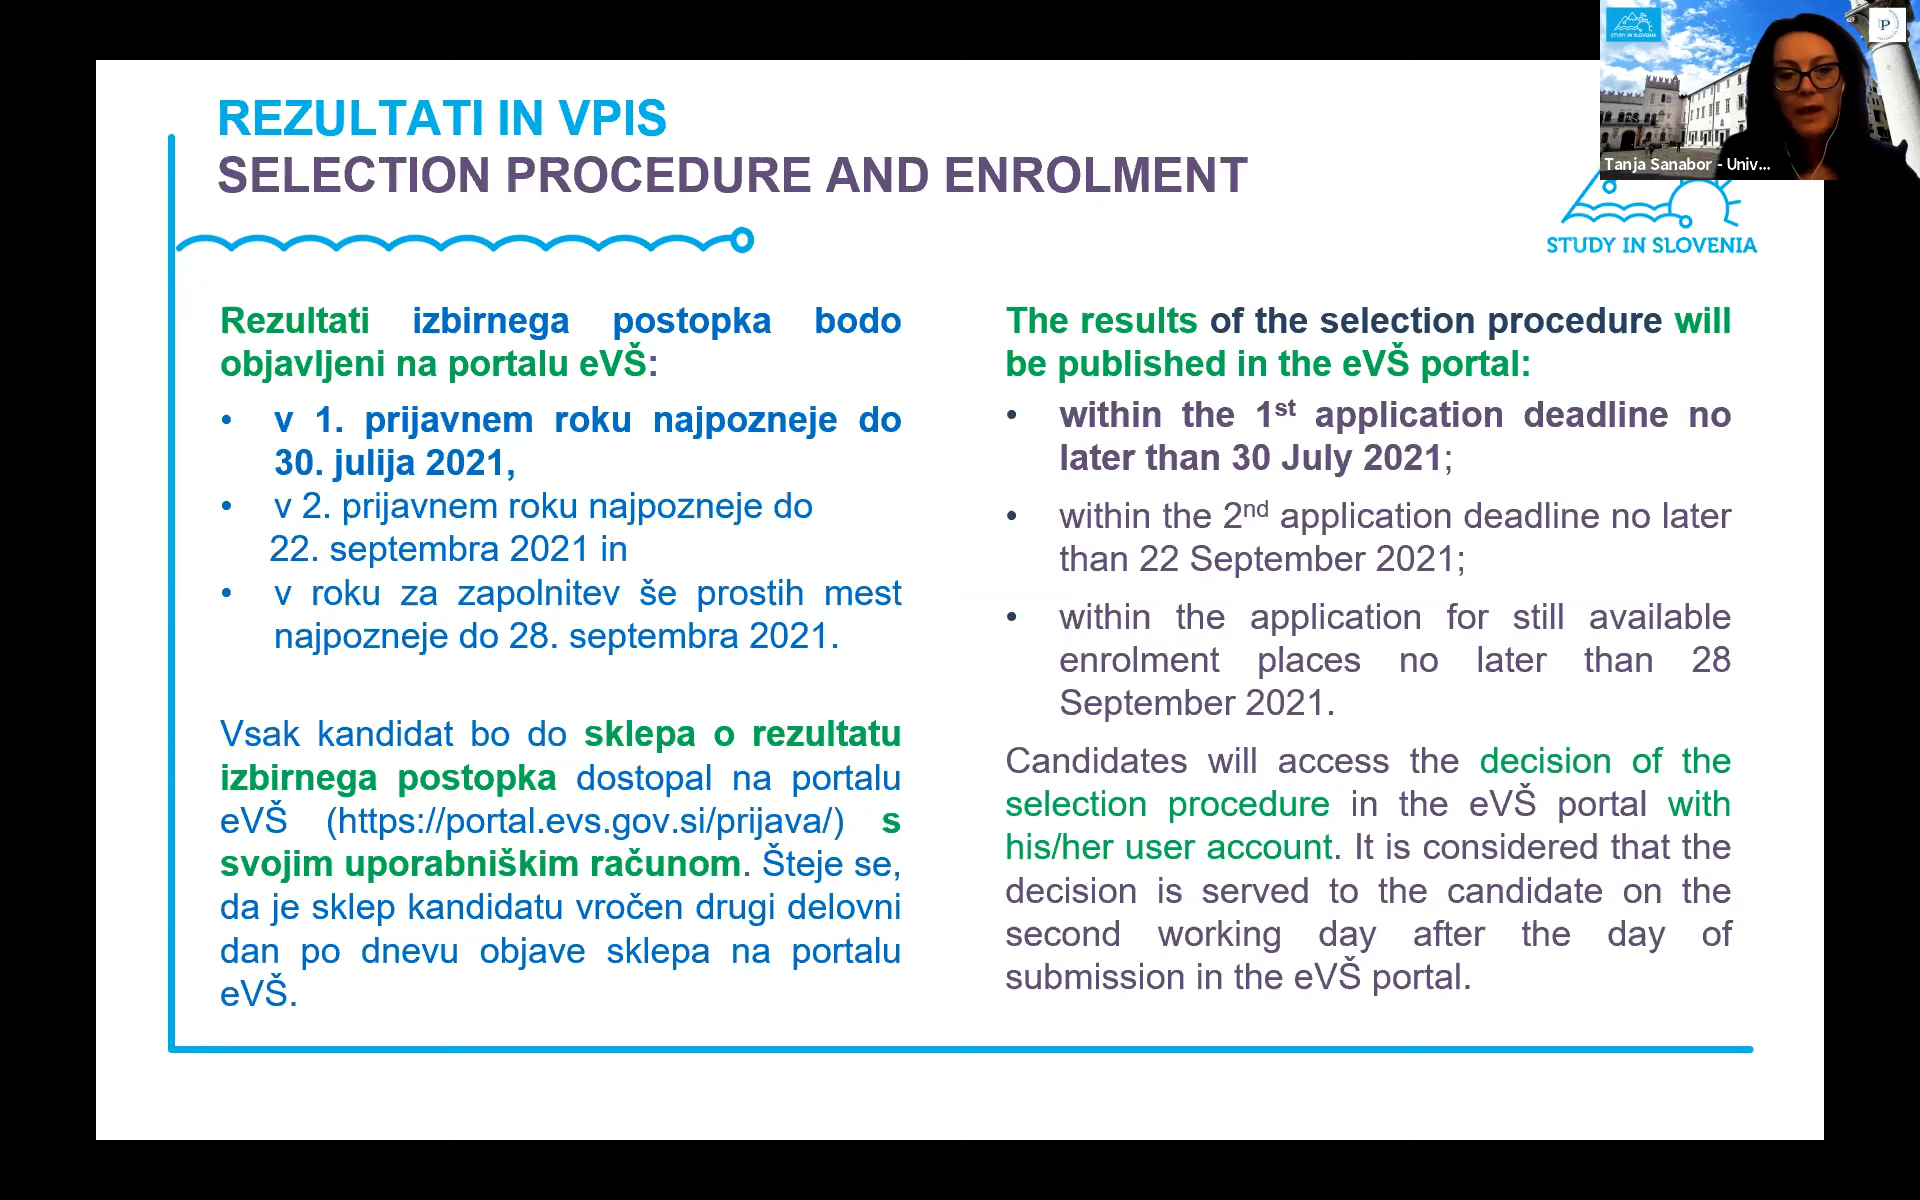 REZULTATI IN VPIS
SELECTION PROCEDURE AND ENROLMENT
STUDY IN SLOVENIA
P
Tanja Sanabor - Univ...
STUDY IN SLOVENIA
Rezultati izbirnega postopka bodo
objavljeni na portalu eVŠ:
• v 1. prijavnem roku najpozneje do
30. julija 2021,
• v 2. prijavnem roku najpozneje do
22. septembra 2021 in
• v roku za zapolnitev še prostih mest
najpozneje do 28. septembra 2021.
Vsak kandidat bo do sklepa o rezultatu
izbirnega postopka dostopal na portalu
eVŠ (https://portal.evs.gov.si/prijava/) s
svojim uporabniškim računom. Šteje se,
da je sklep kandidatu vročen drugi delovni
dan po dnevu objave sklepa na portalu
eVŠ.
The results of the selection procedure will
be published in the eVŠ portal:
• within the 1st application deadline no
later than 30 July 2021;
• within the 2nd application deadline no later
than 22 September 2021;
• within the application for still available
enrolment places no later than 28
September 2021.
Candidates will access the decision of the
selection procedure in the eVŠ portal with
his/her user account. It is considered that the
decision is served to the candidate on the
second working day after the day of
submission in the eVŠ portal.